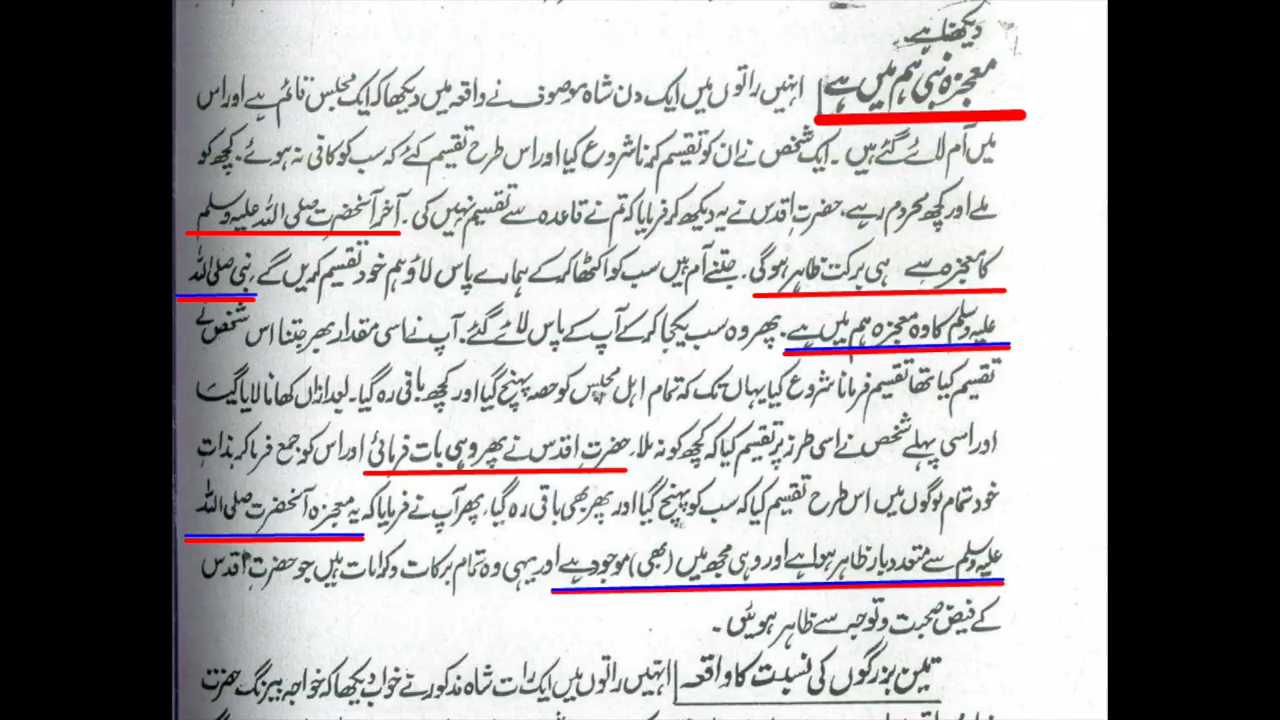 دیکھنا ہے
معجزہ نبی ہم میں ہے انہیں راتوں میں ایک دن شاہ موصوف نے واقعہ میں دیکھا کہ ایک مجلس قائم ہے اور اس
میں آم لائے گئے ہیں ۔ ایک شخص نے ان کو تقسیم کرنا شروع کیا اور اس طرح تقسیم کئے کہ سب کو کافی نہ ہوئے ۔ کچھ کو
ملے اور کچھ محروم رہے، حضرت اقدس نے یہ دیکھ کر فرمایا کہ تم نے قاعدہ سے تقسیم نہیں کی ۔ آخر آنحضرت صلی اللہ علیہ وسلم
کا معجزہ سے ہی برکت ظاہر ہوگی ۔ جتنے آم ہیں سب کو اکٹھا کر کے ہمارے پاس لاؤ ہم خود تقسیم کریں گے نبی صلی اللہ
علیہ وسلم کا وہ معجزہ ہم میں ہے ۔ پھر وہ سب یکجا کر کے آپ کے پاس لائے گئے ۔ آپ نے اسی مقدار بھر جتنا اس شخص نے
تقسیم کیا تھا تقسیم فرمانا شروع کیا یہاں تک کہ تمام اہل مجلس کو حصہ پہنچ گیا اور کچھ باقی رہ گیا ۔ بعد ازاں کھانا لایا گیا
اور اسی پہلے شخص نے اسی طرز پر تقسیم کیا کہ کچھ کو نہ ملا ۔ حضرت اقدس نے پھر وہی بات فرمائی اور اس کو جمع فرما کر بذات
خود تمام لوگوں میں اس طرح تقسیم کیا کہ سب کو پہنچ گیا اور پھر بھی باقی رہ گیا، پھر آپ نے فرمایا کہ یہ معجزہ آنحضرت صلی اللہ
علیہ وسلم سے متعدد بار ظاہر ہوا ہے اور وہی مجھ میں (بھی) موجود ہے اور یہی وہ تمام برکات و کرامات ہیں جو حضرت اقدس
کے فیض صحبت و توجہ سے ظاہر ہوئیں ۔
تین بزرگوں کی نسبت کا واقعہ انہیں راتوں میں ایک رات شاہ مذکور نے خواب دیکھا کہ خواجہ بیرنگ حضرت